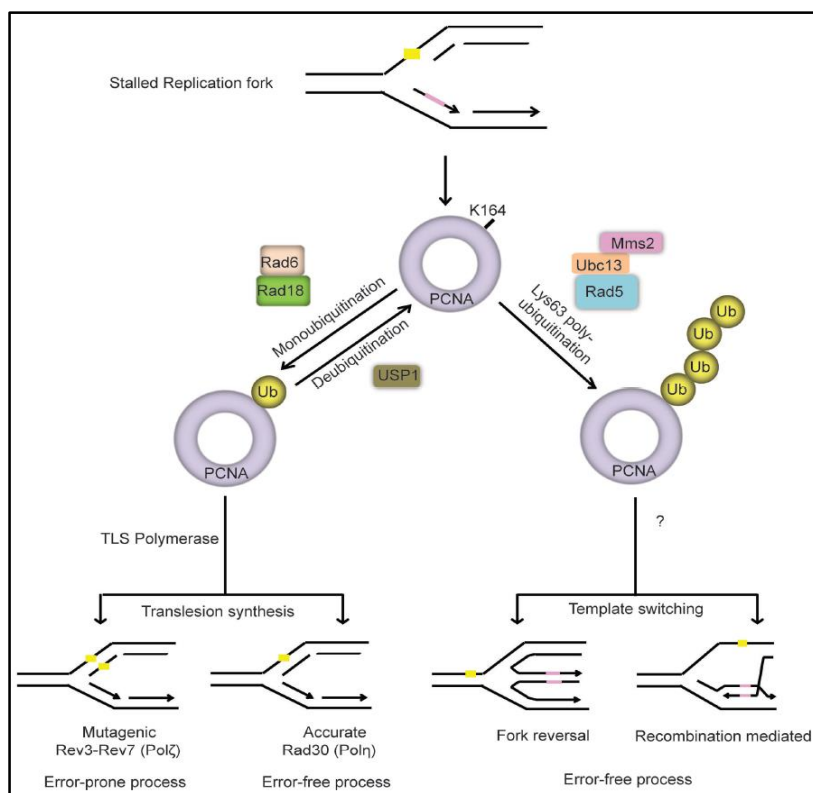 Stalled Replication fork
K164
Rad6
Rad18
PCNA
Mms2
Ubc13
Rad5
Monoubiquitination
Deubiquitination
USP1
Lys63 poly-
ubiquitination
Ub
PCNA
Ub
Ub
Ub
Ub
PCNA
TLS Polymerase
?
Translesion synthesis
Template switching
Mutagenic
Rev3-Rev7 (Polζ)
Error-prone process
Accurate
Rad30 (Polη)
Error-free process
Fork reversal
Recombination mediated
Error-free process